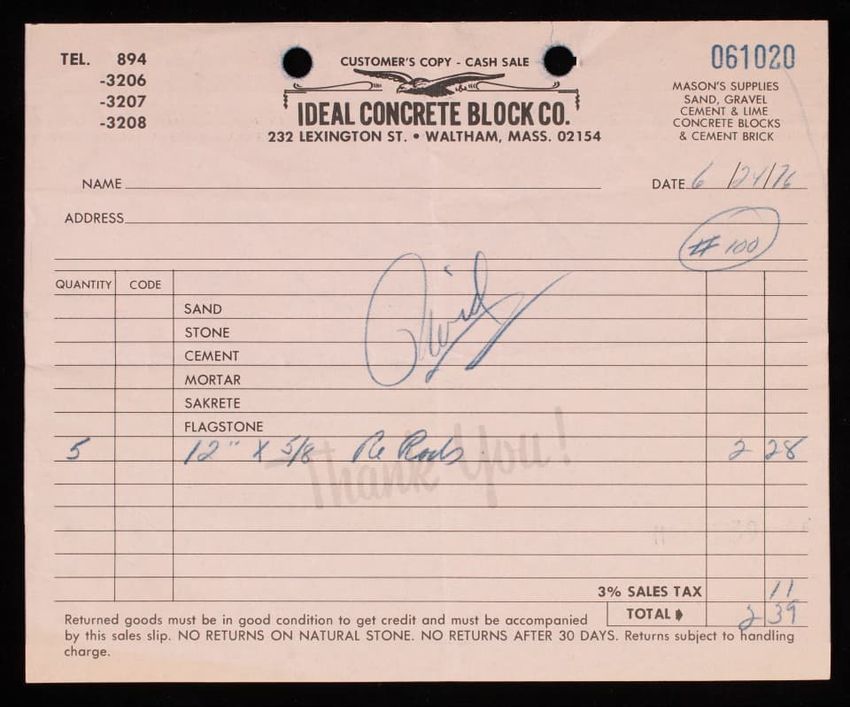 TEL. 894
-3206
-3207
-3208
CUSTOMER'S COPY - CASH SALE
IDEAL CONCRETE BLOCK CO.
232 LEXINGTON ST. • WALTHAM, MASS. 02154
061020
MASON'S SUPPLIES
SAND, GRAVEL
CEMENT & LIME
CONCRETE BLOCKS
& CEMENT BRICK
NAME
DATE 6/24/76
ADDRESS
# 100
QUANTITY CODE
SAND
STONE
CEMENT
MORTAR
SAKRETE
FLAGSTONE
5 12" X 5/8 Re Rods 2 28
Thank You!
3% SALES TAX 11
TOTAL 2 39
Returned goods must be in good condition to get credit and must be accompanied
by this sales slip. NO RETURNS ON NATURAL STONE. NO RETURNS AFTER 30 DAYS. Returns subject to handling
charge.